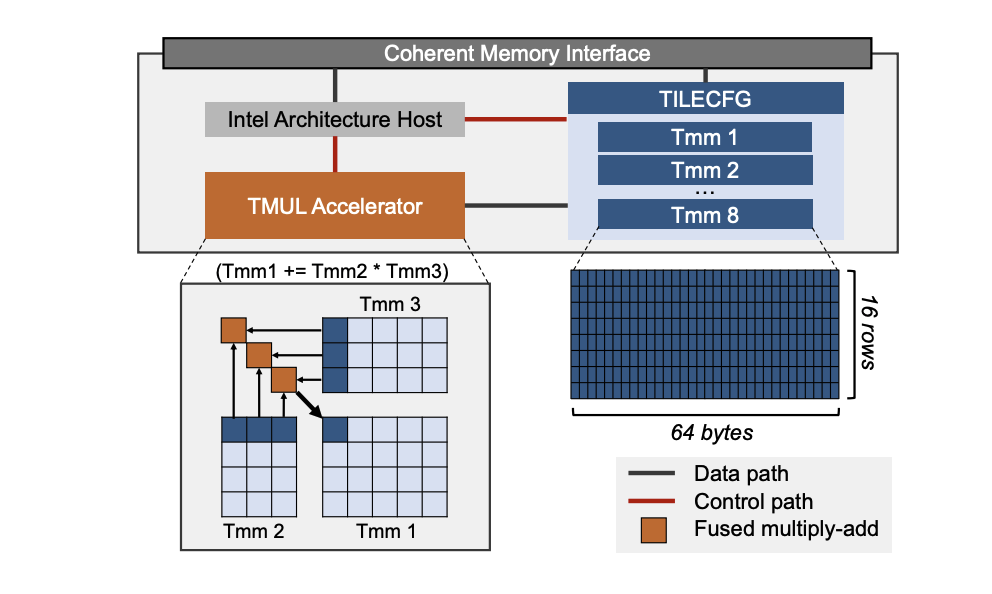 Coherent Memory Interface
Intel Architecture Host
TILECFG
Tmm 1
Tmm 2
...
Tmm 8
TMUL Accelerator
(Tmm1 += Tmm2 * Tmm3)
Tmm 3
Tmm 2
Tmm 1
16 rows
64 bytes
Data path
Control path
Fused multiply-add